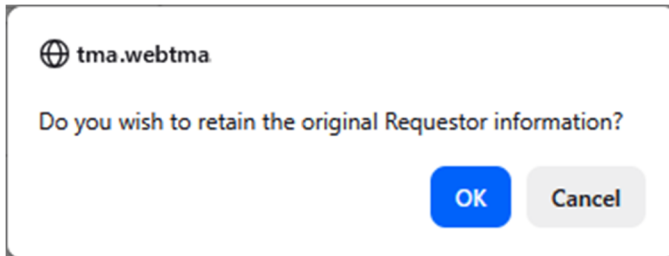 tma.webtma
Do you wish to retain the original Requestor information?
OK
Cancel